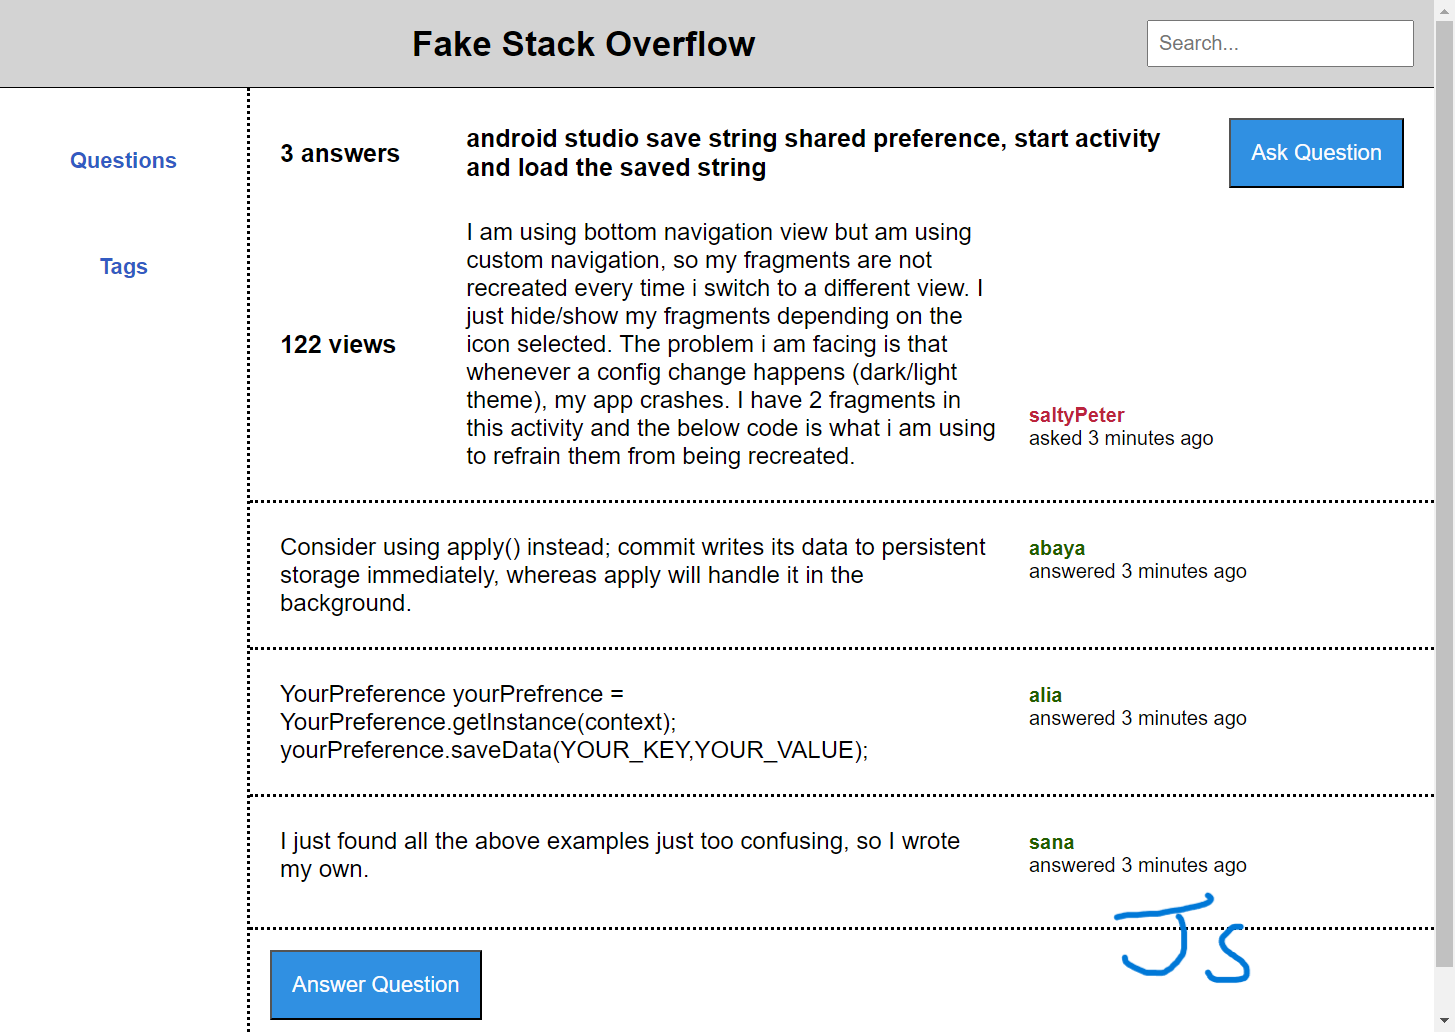 Fake Stack Overflow
Search...
Questions
Tags
3 answers
android studio save string shared preference, start activity
and load the saved string
Ask Question
122 views
I am using bottom navigation view but am using
custom navigation, so my fragments are not
recreated every time i switch to a different view. I
just hide/show my fragments depending on the
icon selected. The problem i am facing is that
whenever a config change happens (dark/light
theme), my app crashes. I have 2 fragments in
this activity and the below code is what i am using
to refrain them from being recreated.
saltyPeter
asked 3 minutes ago
Consider using apply() instead; commit writes its data to persistent
storage immediately, whereas apply will handle it in the
background.
abaya
answered 3 minutes ago
YourPreference yourPrefrence =
YourPreference.getInstance(context);
yourPreference.saveData(YOUR_KEY,YOUR_VALUE);
alia
answered 3 minutes ago
I just found all the above examples just too confusing, so I wrote
my own.
sana
answered 3 minutes ago
Js
Answer Question